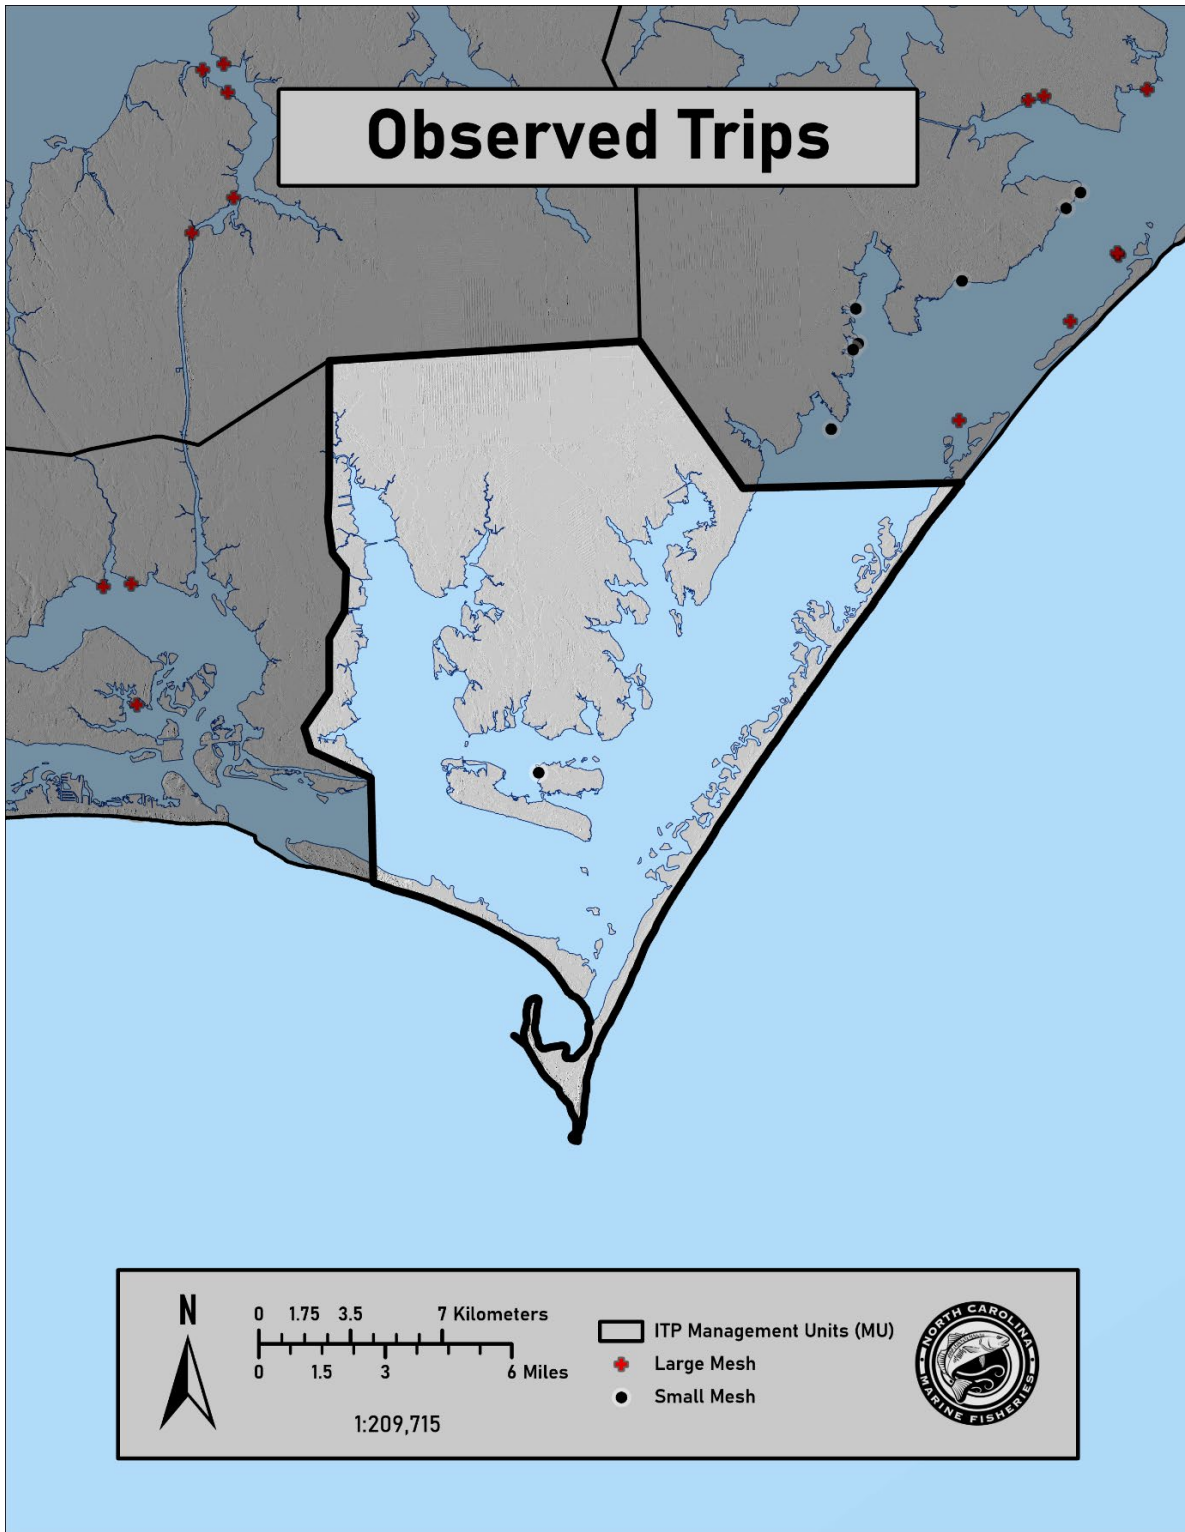 Observed Trips
N
0 1.75 3.5 7 Kilometers
0 1.5 3 6 Miles
1:209,715
ITP Management Units (MU)
Large Mesh
Small Mesh
NORTH CAROLINA
MARINE FISHERIES